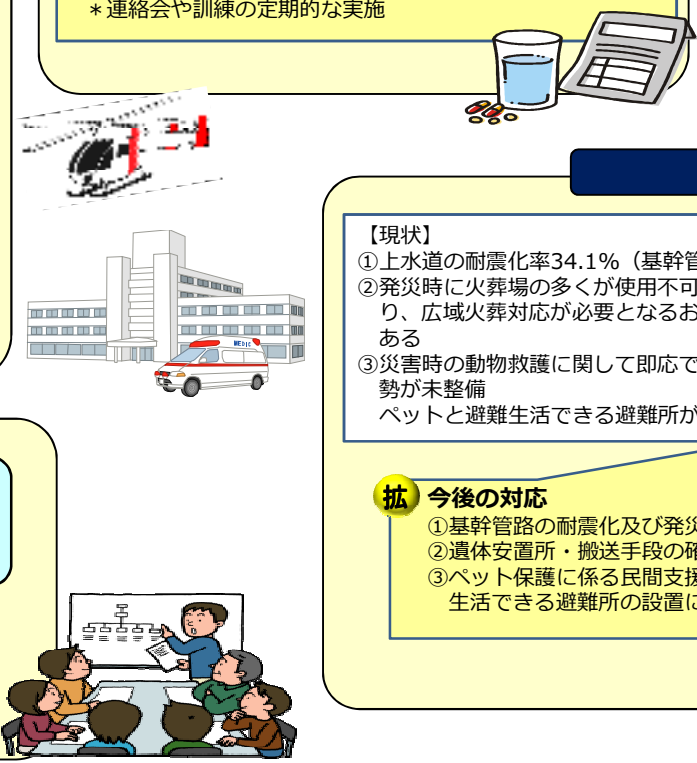 ＊連絡会や訓練の定期的な実施
【現状】
①上水道の耐震化率34.1%（基幹管
②発災時に火葬場の多くが使用不可
り、広域火葬対応が必要となるお
ある
③災害時の動物救護に関して即応で
勢が未整備
ペットと避難生活できる避難所が
MEDIC
拡 今後の対応
①基幹管路の耐震化及び発災
②遺体安置所・搬送手段の確
③ペット保護に係る民間支援
生活できる避難所の設置に